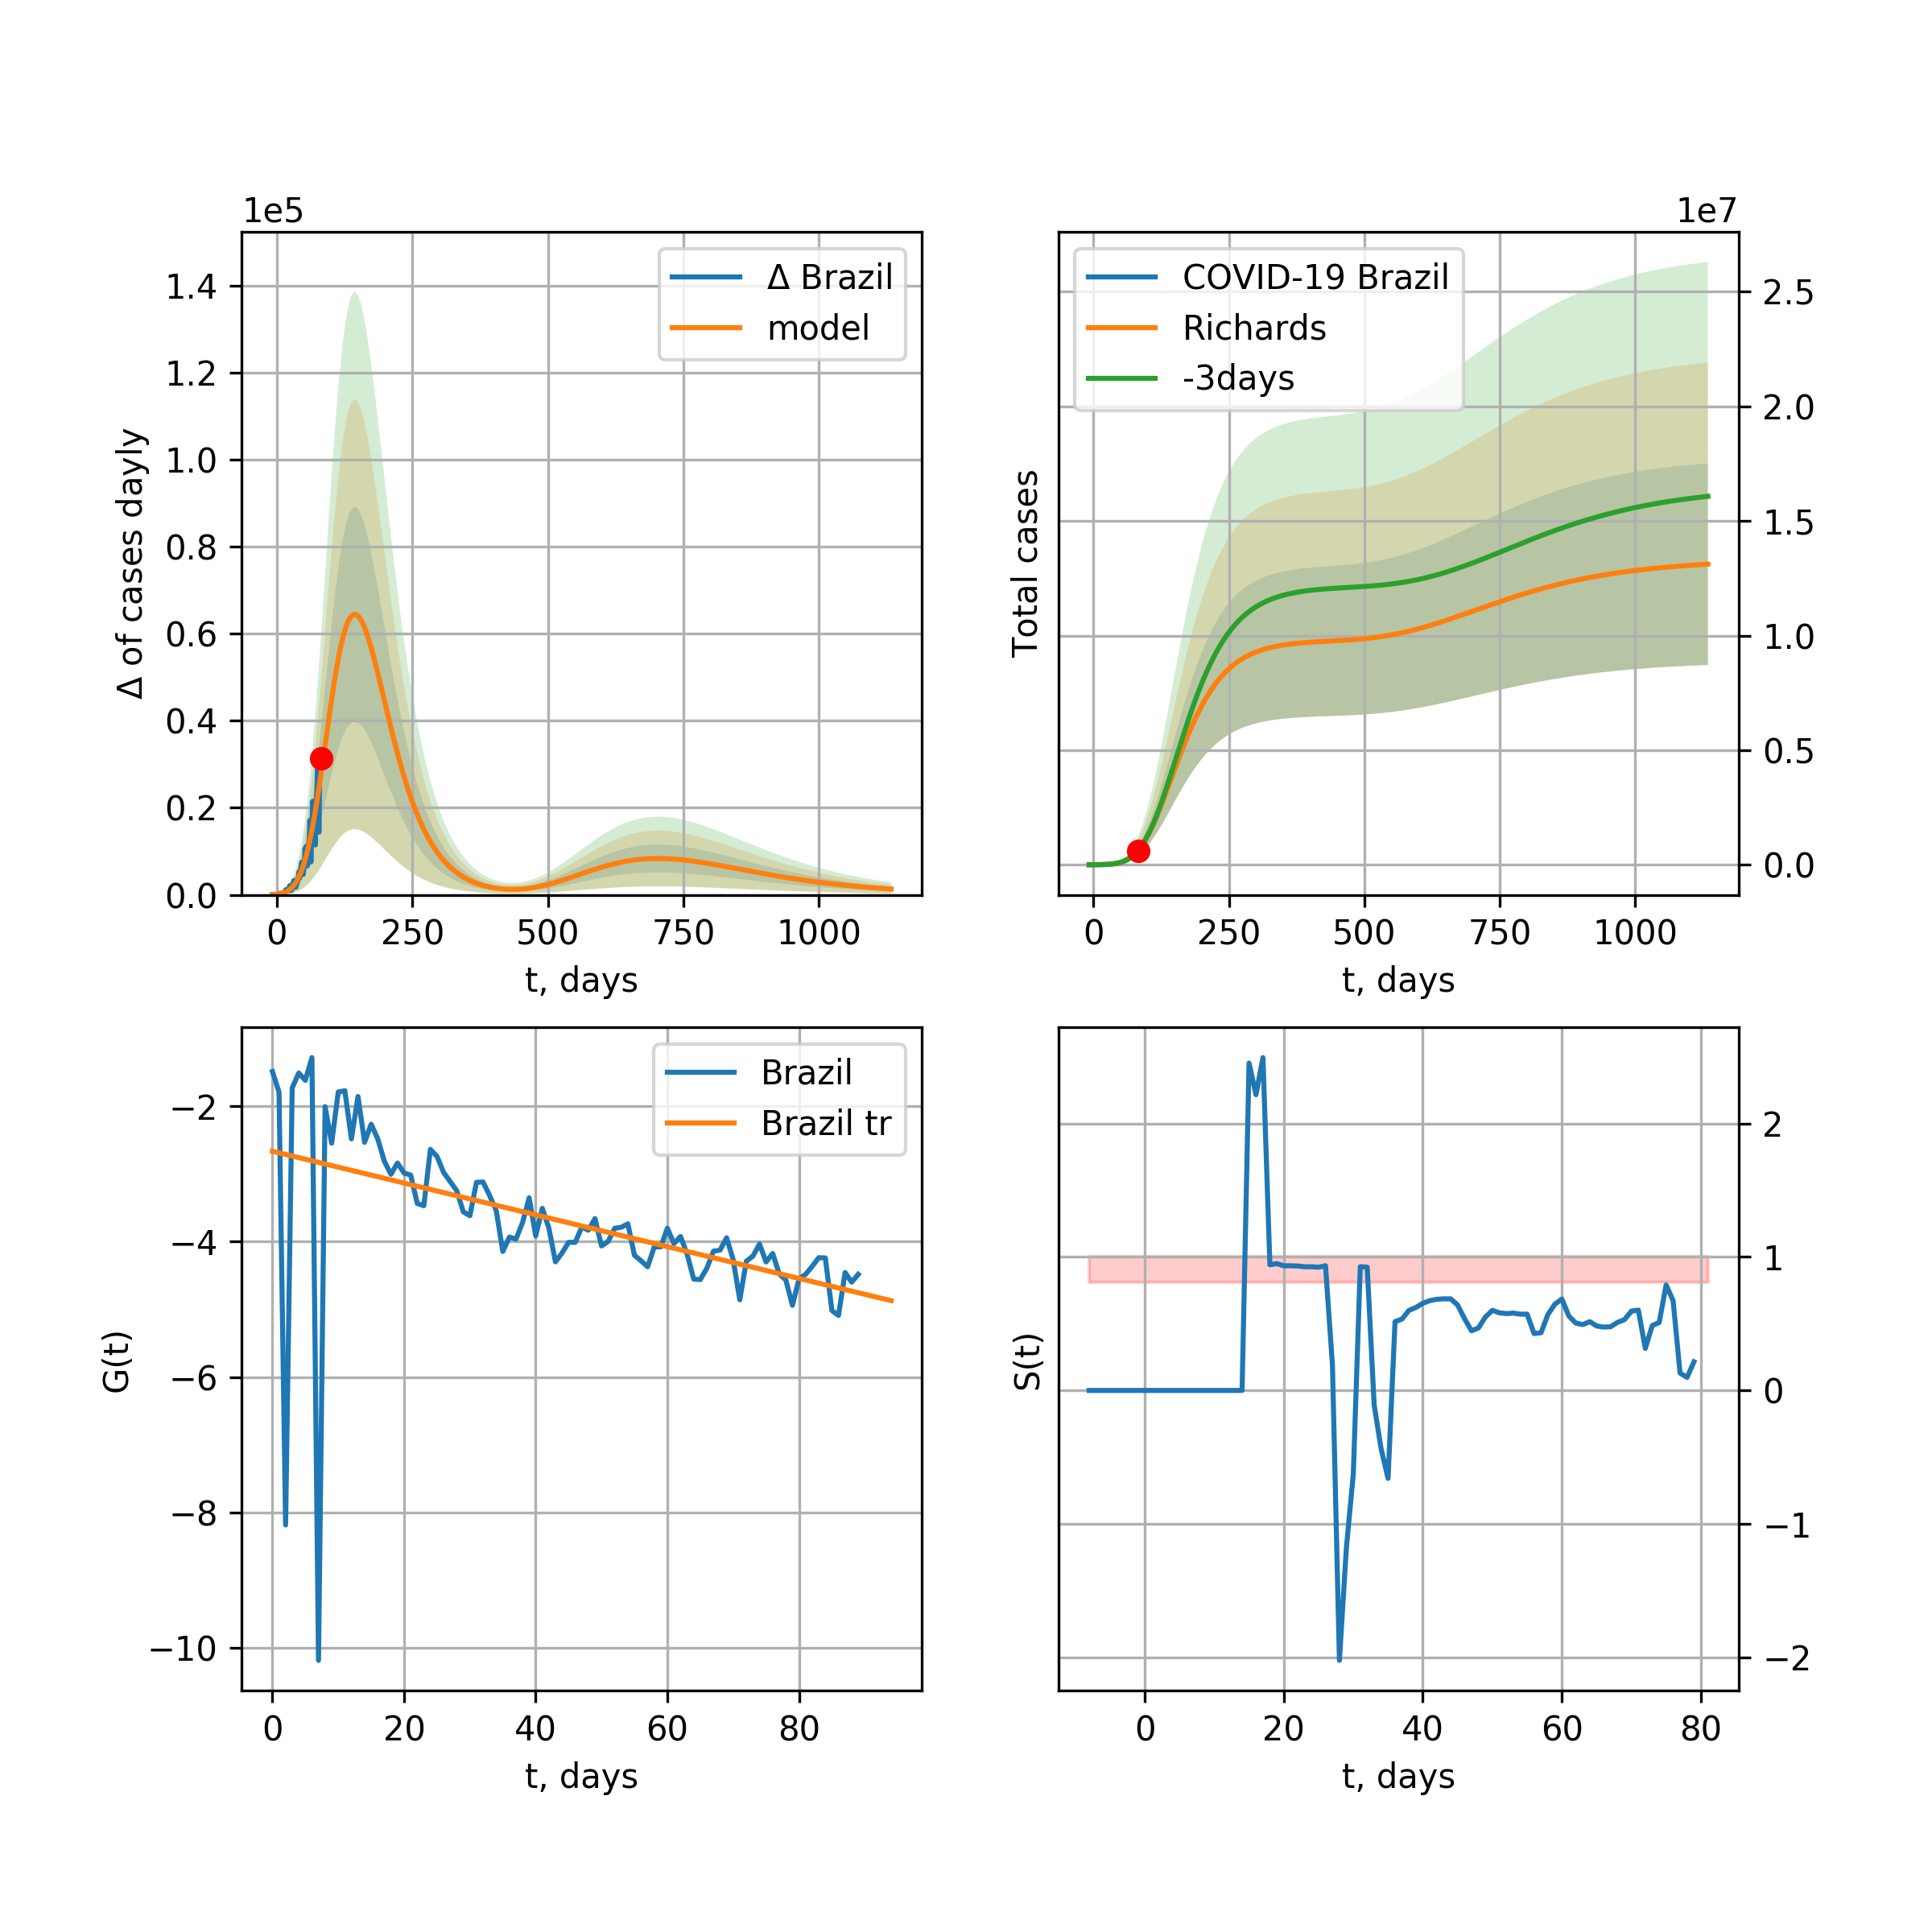 1e5
1.4
1.2
1.0
0.8
0.6
0.4
0.2
0.0
Δ of cases dayly
Δ Brazil
model
0 250 500 750 1000
t, days
1e7
COVID-19 Brazil
Richards
-3days
Total cases
2.5
2.0
1.5
1.0
0.5
0.0
0 250 500 750 1000
t, days
Brazil
Brazil tr
G(t)
−2
−4
−6
−8
−10
0 20 40 60 80
t, days
S(t)
2
1
0
−1
−2
0 20 40 60 80
t, days